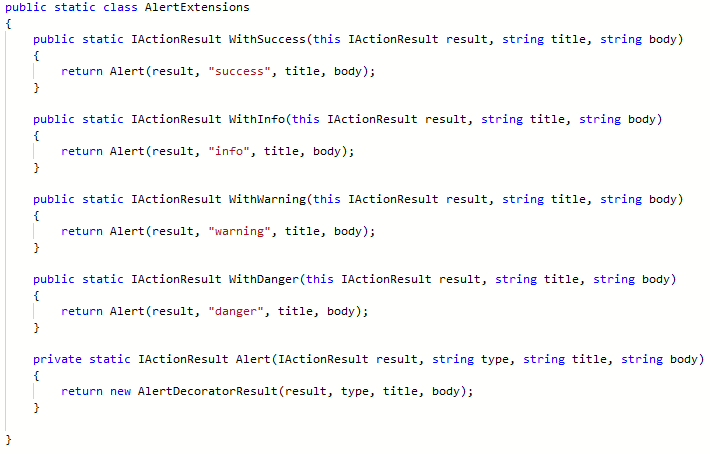 public static class AlertExtensions
{
    public static IActionResult WithSuccess(this IActionResult result, string title, string body)
    {
        return Alert(result, "success", title, body);
    }

    public static IActionResult WithInfo(this IActionResult result, string title, string body)
    {
        return Alert(result, "info", title, body);
    }

    public static IActionResult WithWarning(this IActionResult result, string title, string body)
    {
        return Alert(result, "warning", title, body);
    }

    public static IActionResult WithDanger(this IActionResult result, string title, string body)
    {
        return Alert(result, "danger", title, body);
    }

    private static IActionResult Alert(IActionResult result, string type, string title, string body)
    {
        return new AlertDecoratorResult(result, type, title, body);
    }

}